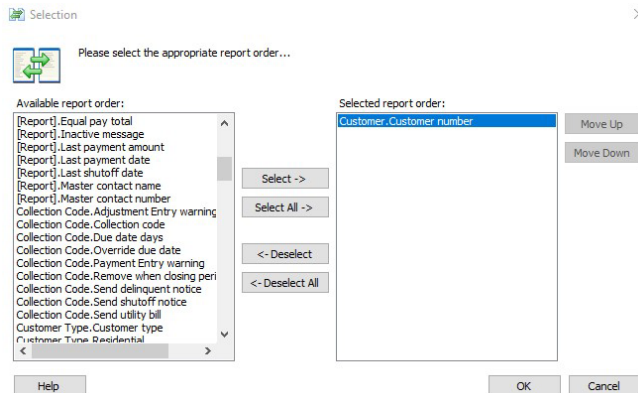 Selection
Please select the appropriate report order...
Available report order:
[Report].Equal pay total
[Report].Inactive message
[Report].Last payment amount
[Report].Last payment date
[Report].Last shutoff date
[Report].Master contact name
[Report].Master contact number
Collection Code.Adjustment Entry warning
Collection Code.Collection code
Collection Code.Due date days
Collection Code.Override due date
Collection Code.Payment Entry warning
Collection Code.Remove when closing peri
Collection Code.Send delinquent notice
Collection Code.Send shutoff notice
Collection Code.Send utility bill
Customer Type.Customer type
Customer Type.Residential
Select ->
Select All ->
<- Deselect
<- Deselect All
Selected report order:
Customer.Customer number
Move Up
Move Down
Help
OK
Cancel